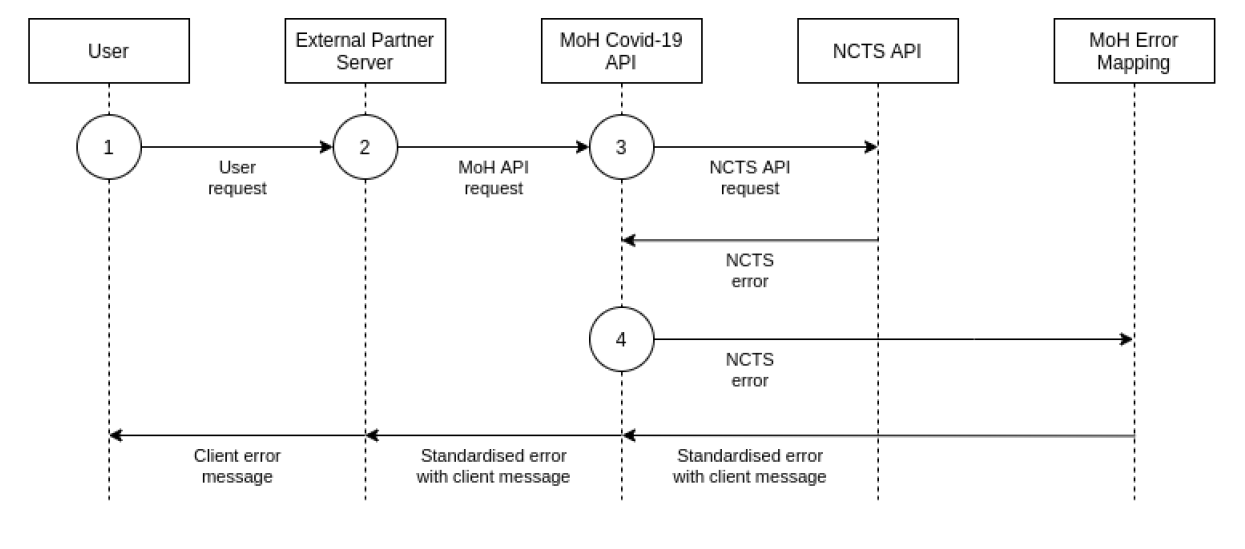 User
External Partner
Server
MoH Covid-19
API
NCTS API
MoH Error
Mapping
1
2
3
User
request
MoH API
request
NCTS API
request
NCTS
error
4
NCTS
error
Client error
message
Standardised error
with client message
Standardised error
with client message